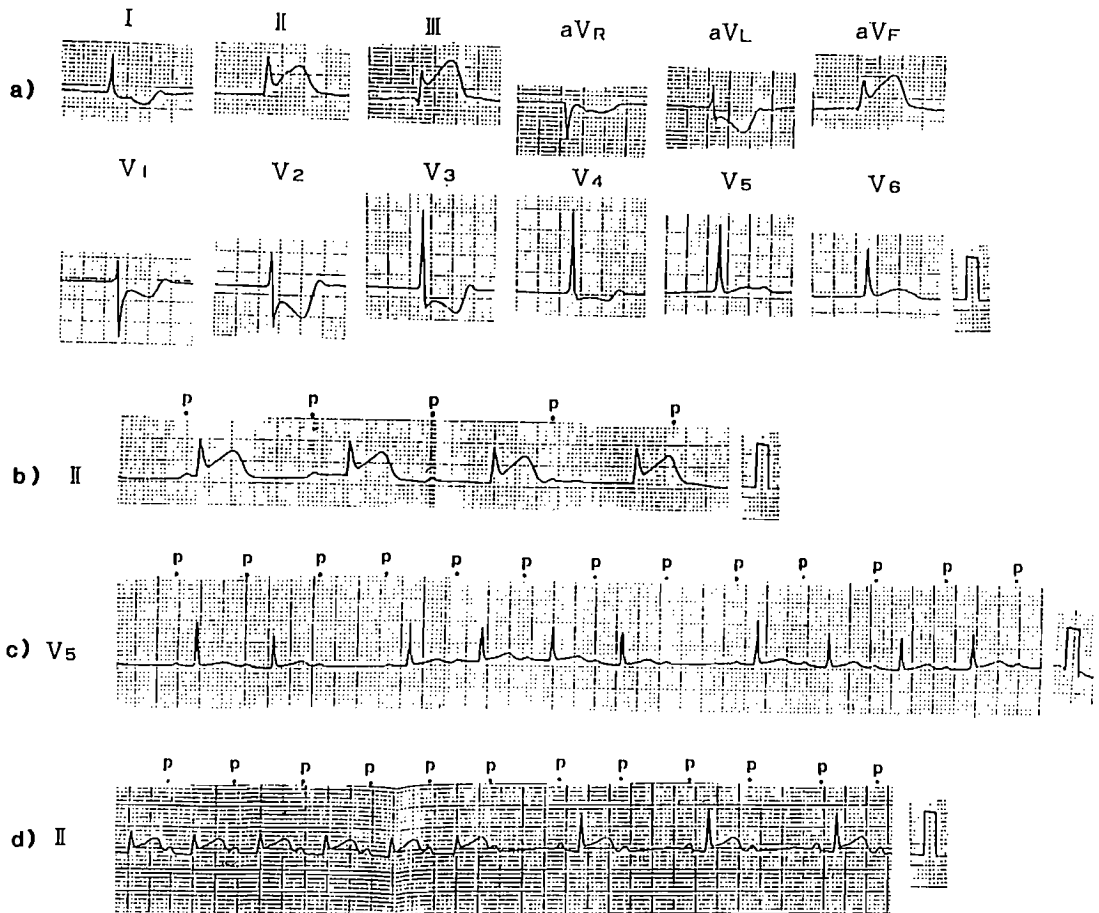 I II III aVR aVL aVF
a)
V1 V2 V3 V4 V5 V6
p p p p p
b) II
p p p p p p p p p p p p p
c) V5
p p p p p p p p p p p p
d) II